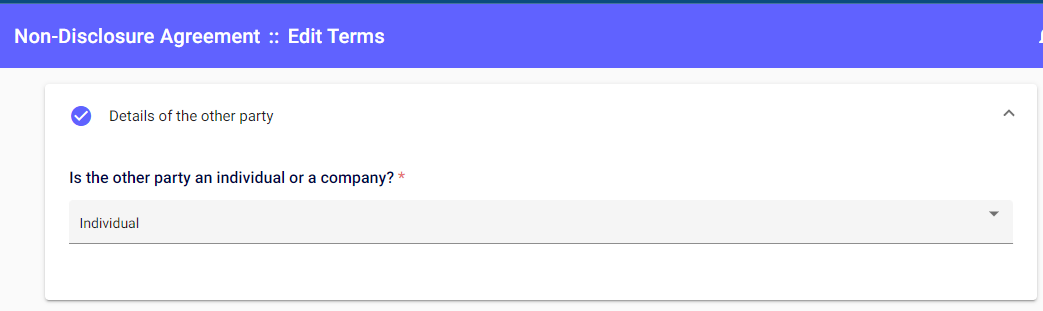 Non-Disclosure Agreement :: Edit Terms
Details of the other party
Is the other party an individual or a company? *
Individual